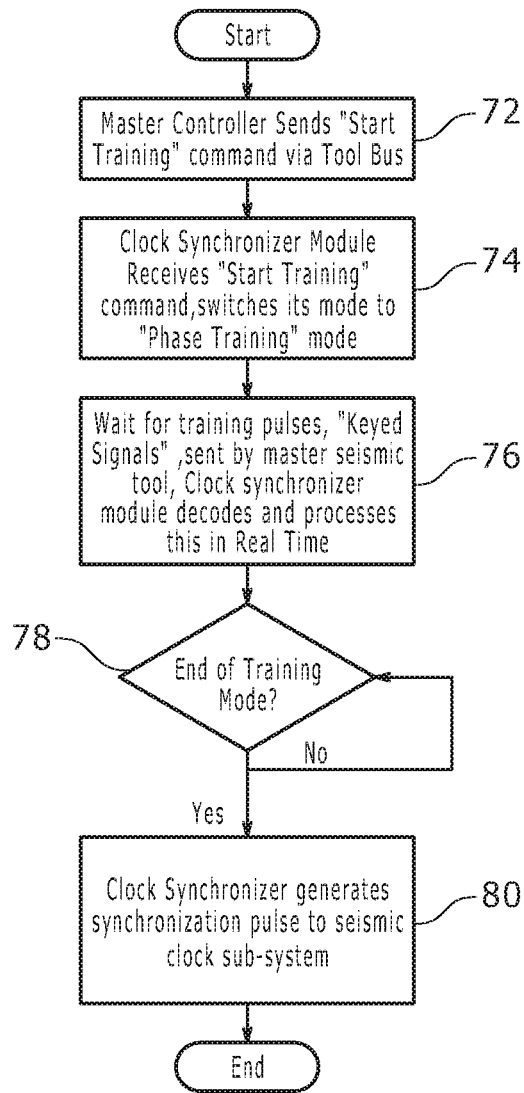 Start
Master Controller Sends "Start
Training" command via Tool Bus
72
Clock Synchronizer Module
Receives "Start Training"
command,switches its mode to
"Phase Training" mode
74
Wait for training pulses, "Keyed
Signals" ,sent by master seismic
tool, Clock synchronizer
module decodes and processes
this in Real Time
76
78
End of Training
Mode?
No
Yes
Clock Synchronizer generates
synchronization pulse to seismic
clock sub-system
80
End